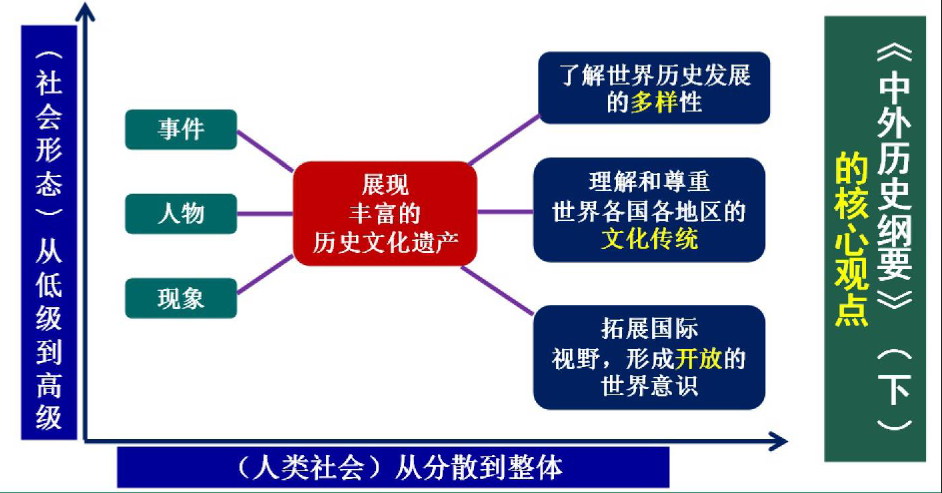 （社会形态）从低级到高级
事件
人物
现象
展现
丰富的
历史文化遗产
了解世界历史发展
的多样性
理解和尊重
世界各国各地区的
文化传统
拓展国际
视野，形成开放的
世界意识
（人类社会）从分散到整体
《中外历史纲要》（下）
的核心观点